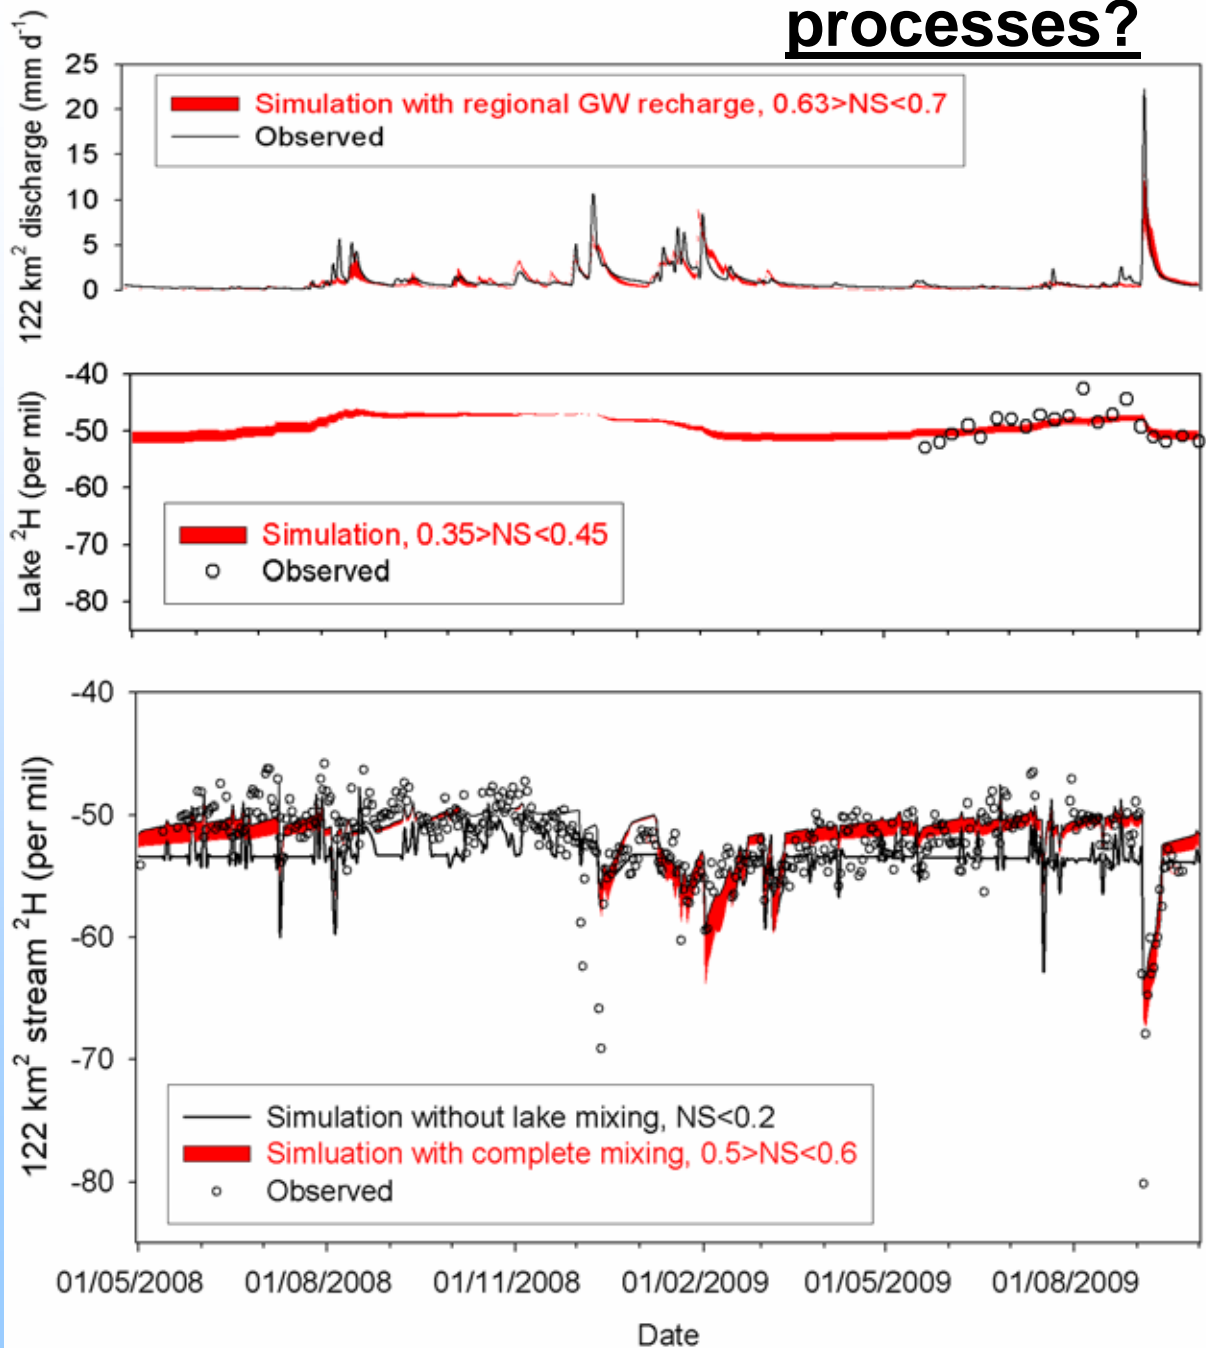 processes?
122 km² discharge (mm d⁻¹)
25
20
15
10
5
0
Simulation with regional GW recharge, 0.63>NS<0.7
Observed
Lake ²H (per mil)
-40
-50
-60
-70
-80
Simulation, 0.35>NS<0.45
Observed
122 km² stream ²H (per mil)
-40
-50
-60
-70
-80
Simulation without lake mixing, NS<0.2
Simluation with complete mixing, 0.5>NS<0.6
Observed
01/05/2008 01/08/2008 01/11/2008 01/02/2009 01/05/2009 01/08/2009
Date